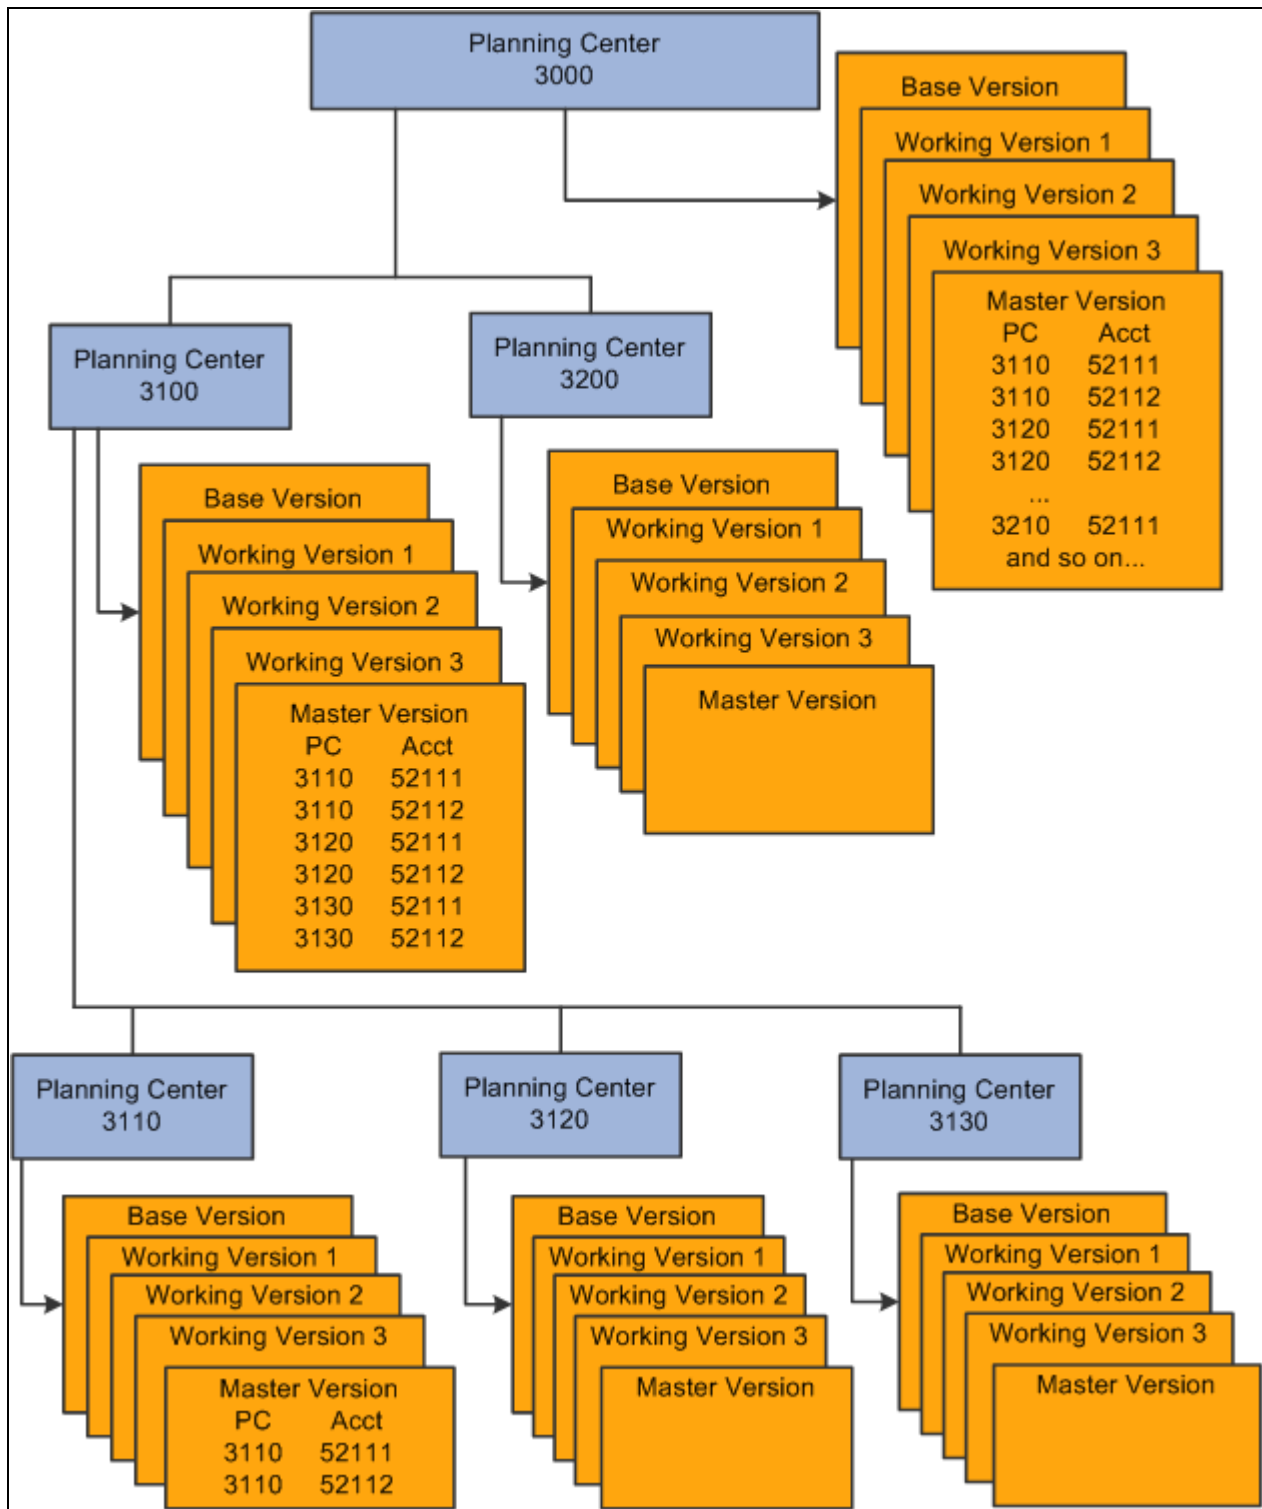 Planning Center
3000
Base Version
Working Version 1
Working Version 2
Working Version 3
Master Version
PC Acct
3110 52111
3110 52112
3120 52111
3120 52112
...
3210 52111
and so on...
Planning Center
3100
Planning Center
3200
Base Version
Working Version 1
Working Version 2
Working Version 3
Master Version
PC Acct
3110 52111
3110 52112
3120 52111
3120 52112
3130 52111
3130 52112
Base Version
Working Version 1
Working Version 2
Working Version 3
Master Version
Planning Center
3110
Planning Center
3120
Planning Center
3130
Base Version
Working Version 1
Working Version 2
Working Version 3
Master Version
PC Acct
3110 52111
3110 52112
Base Version
Working Version 1
Working Version 2
Working Version 3
Master Version
Base Version
Working Version 1
Working Version 2
Working Version 3
Master Version